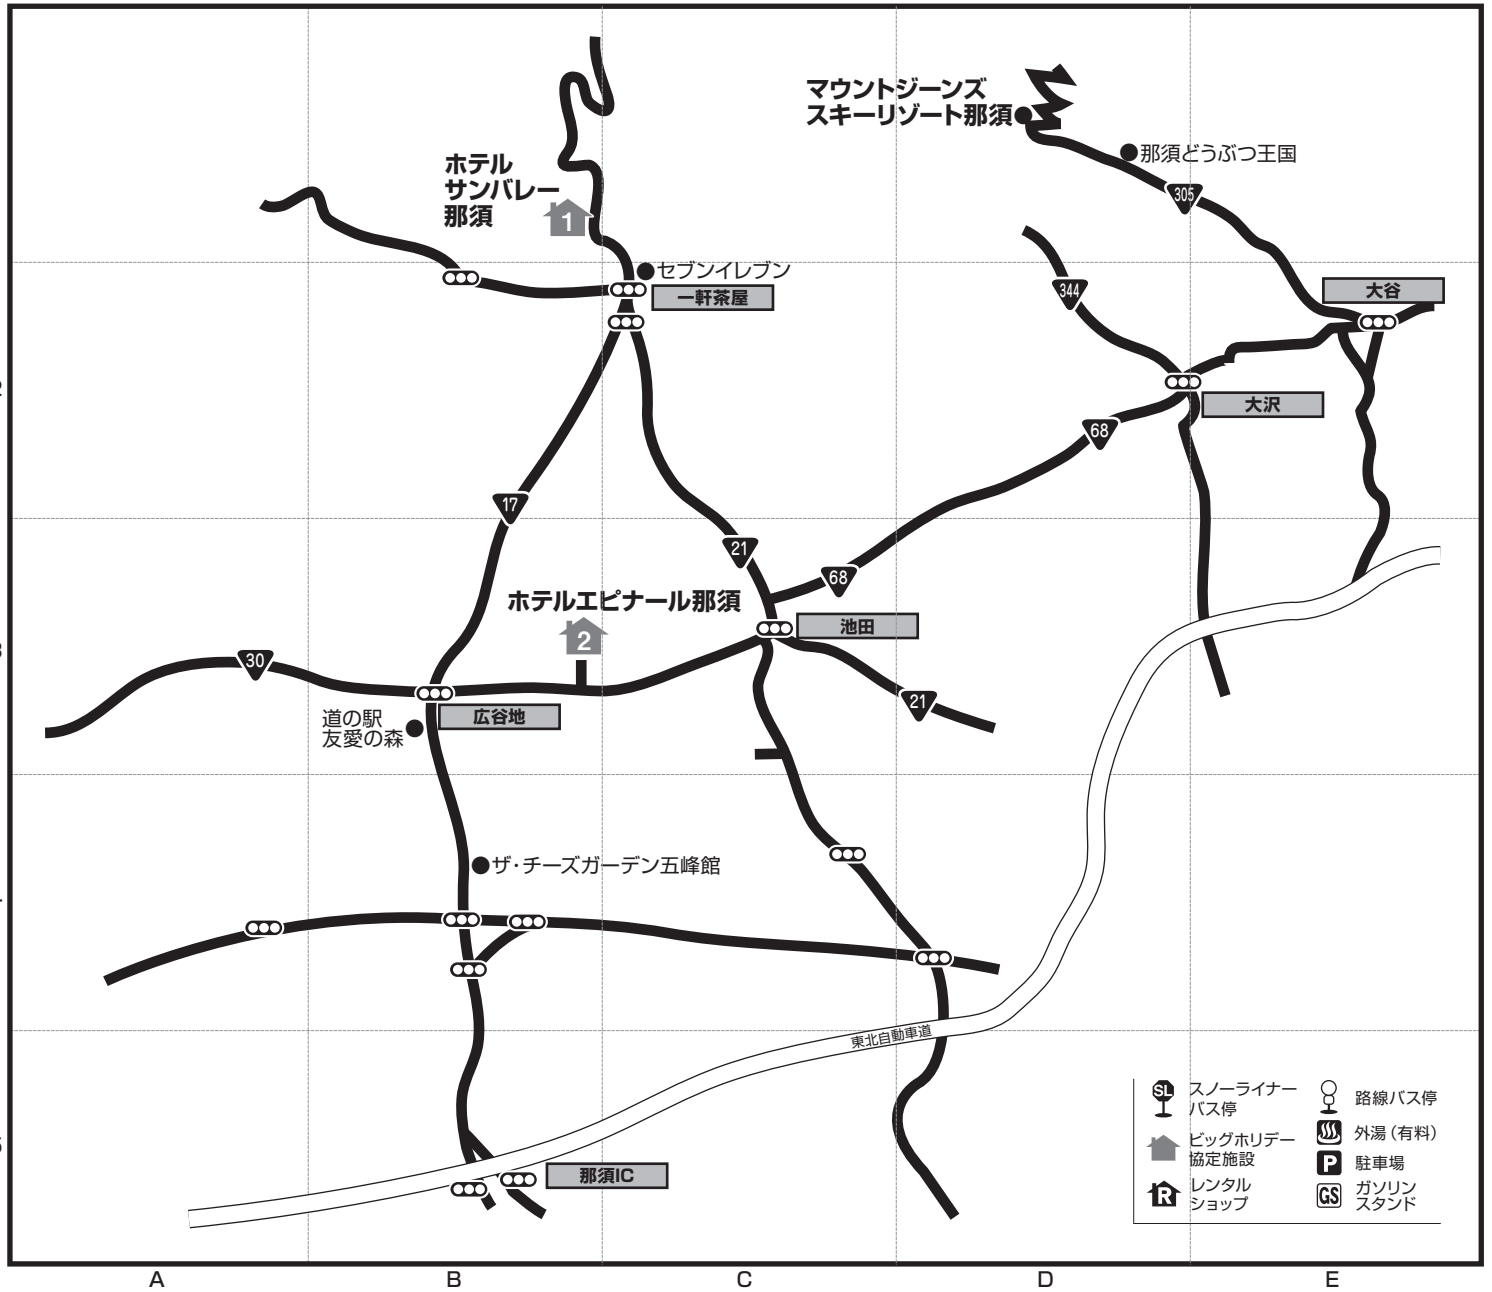 マウントジーンズ
スキーリゾート那須
那須どうぶつ王国
305
ホテル
サンバレー
那須
1
セブンイレブン
一軒茶屋
344
大谷
大沢
68
17
21
68
ホテルエピナール那須
2
池田
30
21
広谷地
道の駅
友愛の森
ザ・チーズガーデン五峰館
東北自動車道
那須IC
SL
スノーライナー
バス停
路線バス停
ビッグホリデー
協定施設
外湯（有料）
P
駐車場
R
レンタル
ショップ
GS
ガソリン
スタンド
A
B
C
D
E